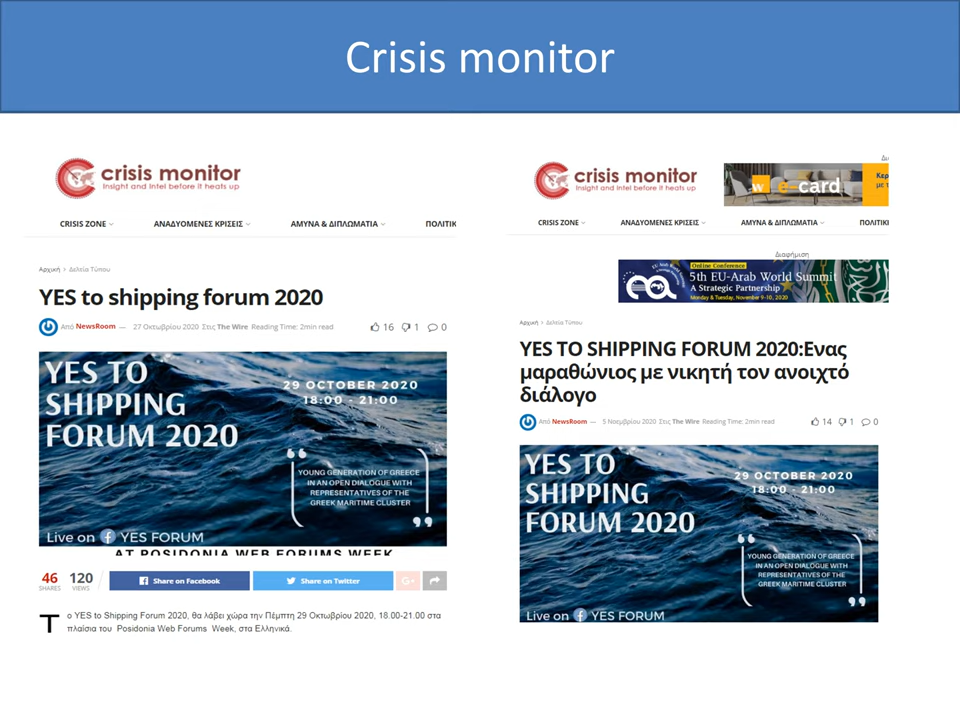 Crisis monitor
crisis monitor
Insight and Intel before it heats up
CRISIS ZONE
ΑΝΑΔΥΟΜΕΝΕΣ ΚΡΙΣΕΙΣ
ΑΜΥΝΑ & ΔΙΠΛΩΜΑΤΙΑ
ΠΟΛΙΤΙΚ
Αρχική > Δελτία Τύπου
YES to shipping forum 2020
Από NewsRoom — 27 Οκτωβρίου 2020 Στις The Wire Reading Time: 2min read
16 1 0
YES TO
SHIPPING
FORUM 2020
29 OCTOBER 2020
18:00 - 21:00
YOUNG GENERATION OF GREECE
IN AN OPEN DIALOGUE WITH
REPRESENTATIVES OF THE
GREEK MARITIME CLUSTER
Live on f YES FORUM
AT POSIDONIA WEB FORUMS WEEK
46 SHARES
120 VIEWS
Share on Facebook
Share on Twitter
G+
Το YES to Shipping Forum 2020, θα λάβει χώρα την Πέμπτη 29 Οκτωβρίου 2020, 18.00-21.00 στα
πλαίσια του Posidonia Web Forums Week, στα Ελληνικά.
crisis monitor
Insight and Intel before it heats up
w e-card
Κερ
με τ
CRISIS ZONE
ΑΝΑΔΥΟΜΕΝΕΣ ΚΡΙΣΕΙΣ
ΑΜΥΝΑ & ΔΙΠΛΩΜΑΤΙΑ
ΠΟΛΙΤΙΚ
Διαφήμιση
Online Conference
5th EU-Arab World Summit
A Strategic Partnership
Monday & Tuesday, November 9-10, 2020
Αρχική > Δελτία Τύπου
YES TO SHIPPING FORUM 2020:Ενας
μαραθώνιος με νικητή τον ανοιχτό
διάλογο
Από NewsRoom — 5 Νοεμβρίου 2020 Στις The Wire Reading Time: 2min read
14 1 0
YES TO
SHIPPING
FORUM 2020
29 OCTOBER 2020
18:00 - 21:00
YOUNG GENERATION OF GREECE
IN AN OPEN DIALOGUE WITH
REPRESENTATIVES OF THE
GREEK MARITIME CLUSTER
Live on f YES FORUM